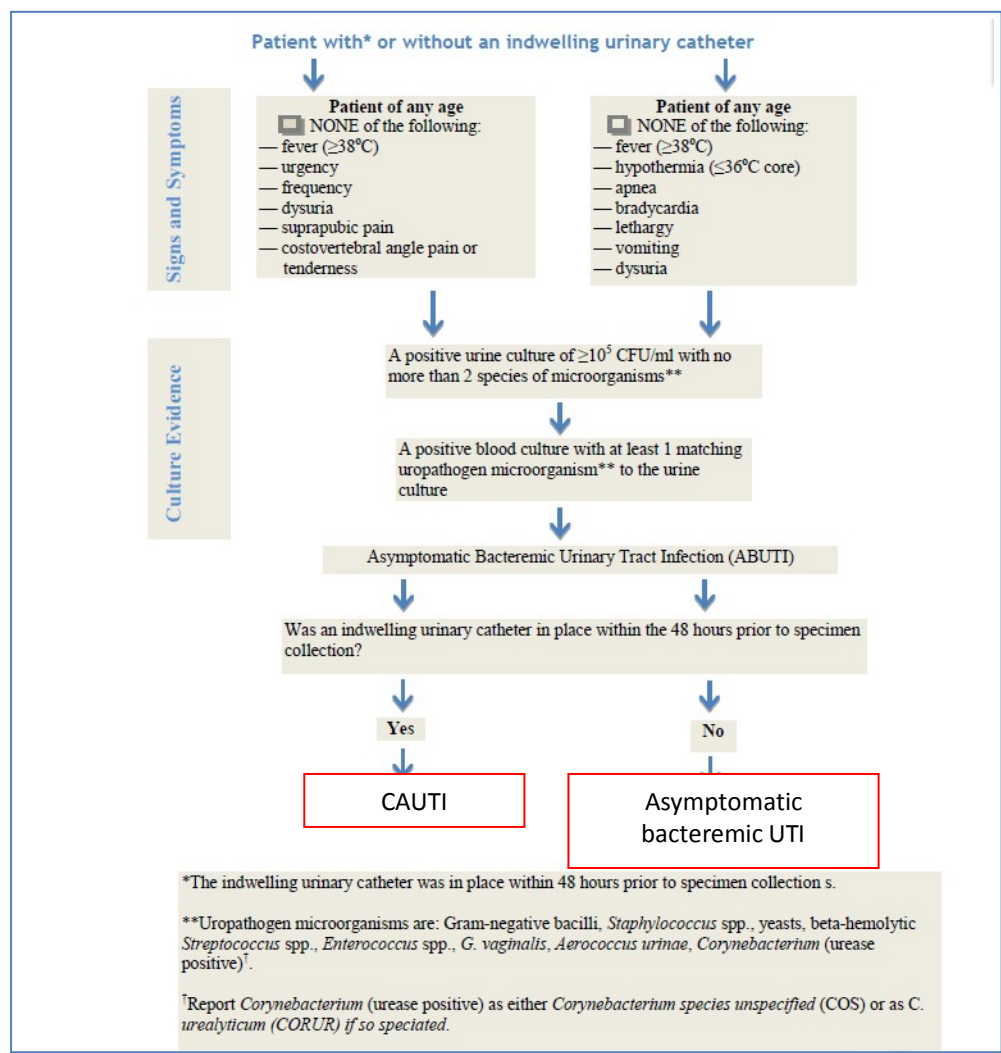 Patient with* or without an indwelling urinary catheter
Signs and Symptoms
Patient of any age
NONE of the following:
— fever (≥38⁰C)
— urgency
— frequency
— dysuria
— suprapubic pain
— costovertebral angle pain or
tenderness
Patient of any age
NONE of the following:
— fever (≥38⁰C)
— hypothermia (≤36⁰C core)
— apnea
— bradycardia
— lethargy
— vomiting
— dysuria
Culture Evidence
A positive urine culture of ≥10⁵ CFU/ml with no
more than 2 species of microorganisms**
A positive blood culture with at least 1 matching
uropathogen microorganism** to the urine
culture
Asymptomatic Bacteremic Urinary Tract Infection (ABUTI)
Was an indwelling urinary catheter in place within the 48 hours prior to specimen
collection?
Yes
No
CAUTI
Asymptomatic
bacteremic UTI
*The indwelling urinary catheter was in place within 48 hours prior to specimen collection s.
**Uropathogen microorganisms are: Gram-negative bacilli, Staphylococcus spp., yeasts, beta-hemolytic
Streptococcus spp., Enterococcus spp., G. vaginalis, Aerococcus urinae, Corynebacterium (urease
positive)†.
†Report Corynebacterium (urease positive) as either Corynebacterium species unspecified (COS) or as C.
urealyticum (CORUR) if so speciated.